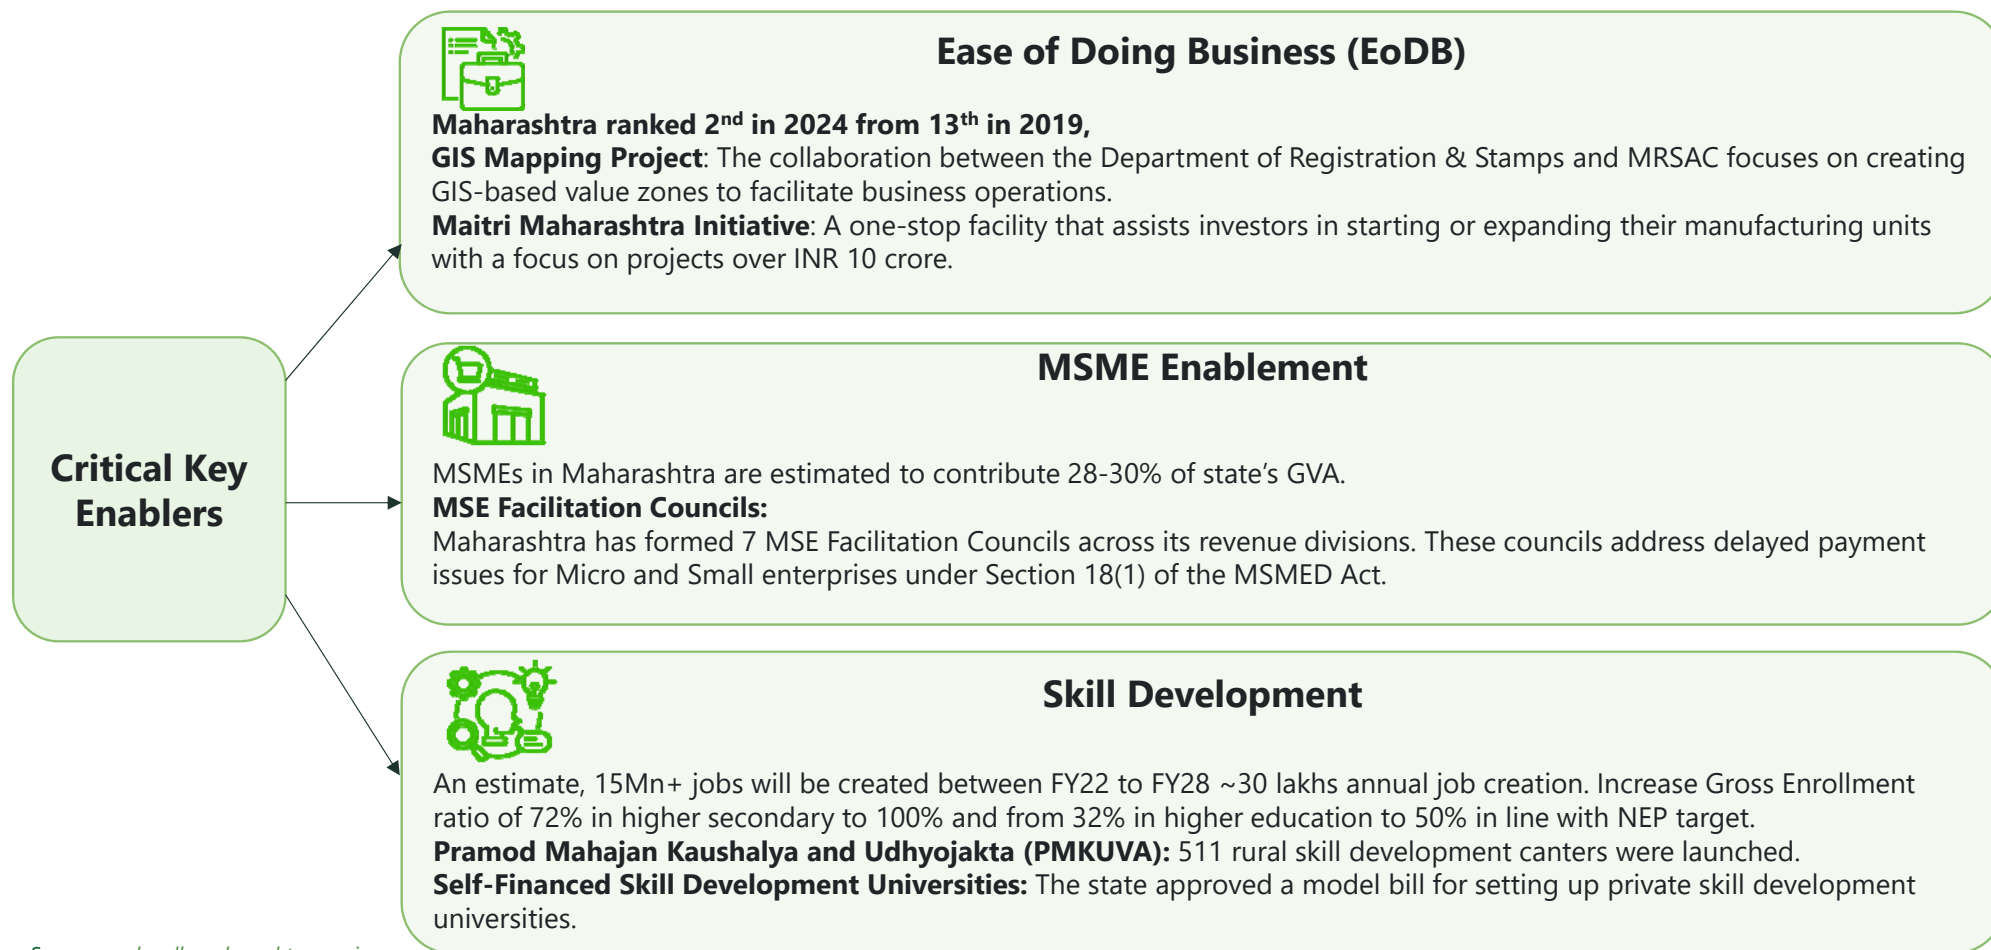 Ease of Doing Business (EoDB)
Maharashtra ranked 2nd in 2024 from 13th in 2019,
GIS Mapping Project: The collaboration between the Department of Registration & Stamps and MRSAC focuses on creating
GIS-based value zones to facilitate business operations.
Maitri Maharashtra Initiative: A one-stop facility that assists investors in starting or expanding their manufacturing units
with a focus on projects over INR 10 crore.
Critical Key
Enablers
MSME Enablement
MSMEs in Maharashtra are estimated to contribute 28-30% of state’s GVA.
MSE Facilitation Councils:
Maharashtra has formed 7 MSE Facilitation Councils across its revenue divisions. These councils address delayed payment
issues for Micro and Small enterprises under Section 18(1) of the MSMED Act.
Skill Development
An estimate, 15Mn+ jobs will be created between FY22 to FY28 ~30 lakhs annual job creation. Increase Gross Enrollment
ratio of 72% in higher secondary to 100% and from 32% in higher education to 50% in line with NEP target.
Pramod Mahajan Kaushalya and Udhyojakta (PMKUVA): 511 rural skill development canters were launched.
Self-Financed Skill Development Universities: The state approved a model bill for setting up private skill development
universities.